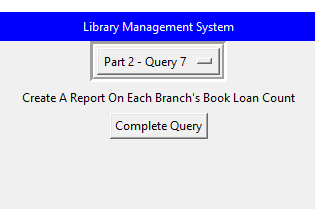 Library Management System
Part 2 - Query 7
Create A Report On Each Branch's Book Loan Count
Complete Query